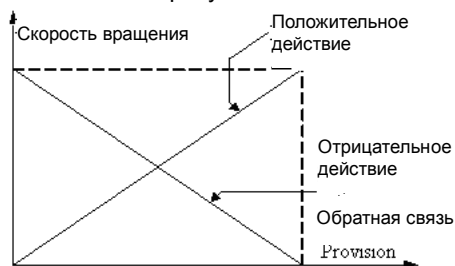 Скорость вращения
Положительное
действие
Отрицательное
действие
Обратная связь
Provision